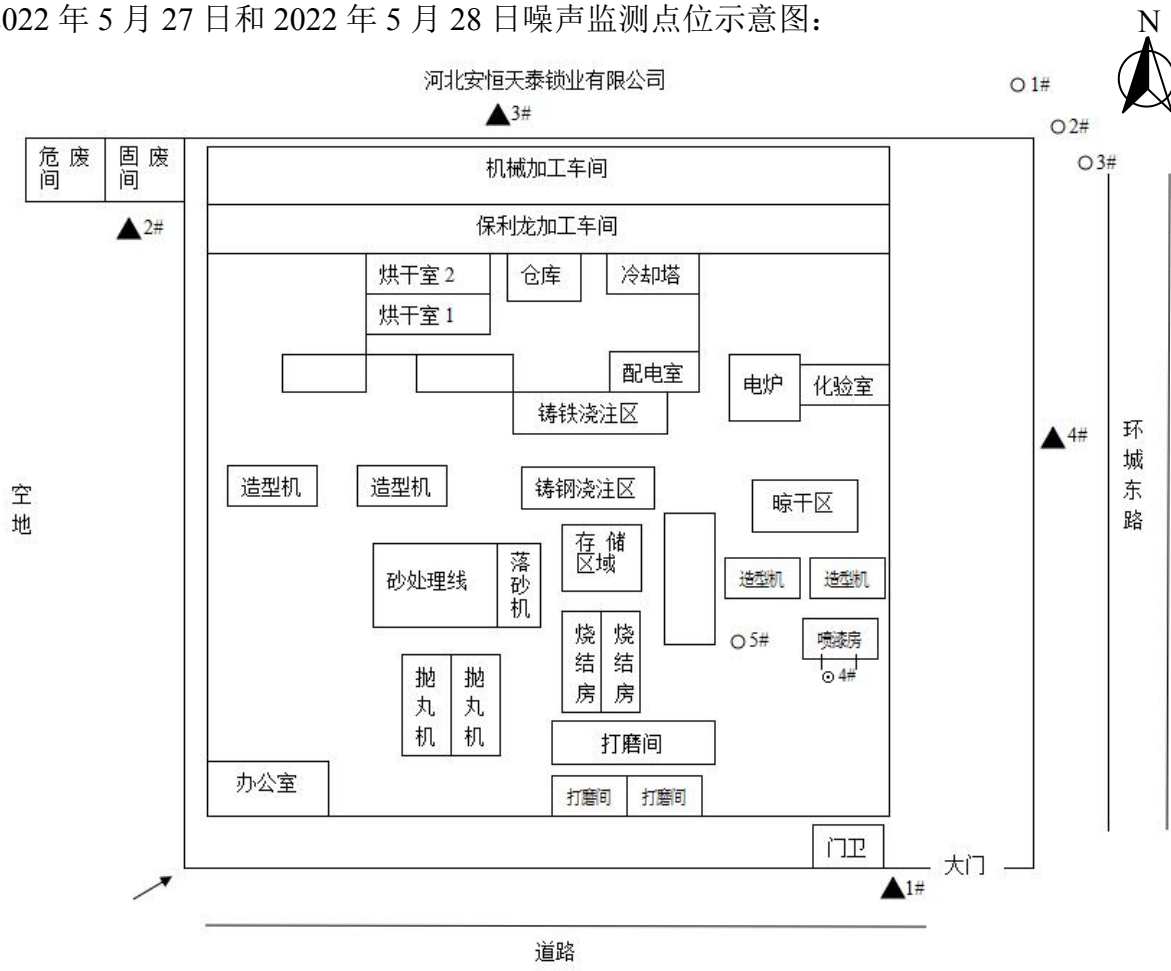 022 年 5 月 27 日和 2022 年 5 月 28 日噪声监测点位示意图：
N
河北安恒天泰锁业有限公司
1#
3#
2#
危 废
间
固 废
间
机械加工车间
3#
2#
保利龙加工车间
烘干室 2
仓库
冷却塔
烘干室 1
配电室
电炉
化验室
铸铁浇注区
4#
环
城
东
路
空
地
造型机
造型机
铸钢浇注区
晾干区
存 储
区域
砂处理线
落
砂
机
造型机
造型机
烧
结
房
烧
结
房
5#
喷漆房
4#
抛
丸
机
抛
丸
机
打磨间
办公室
打磨间
打磨间
门卫
大门
1#
道路